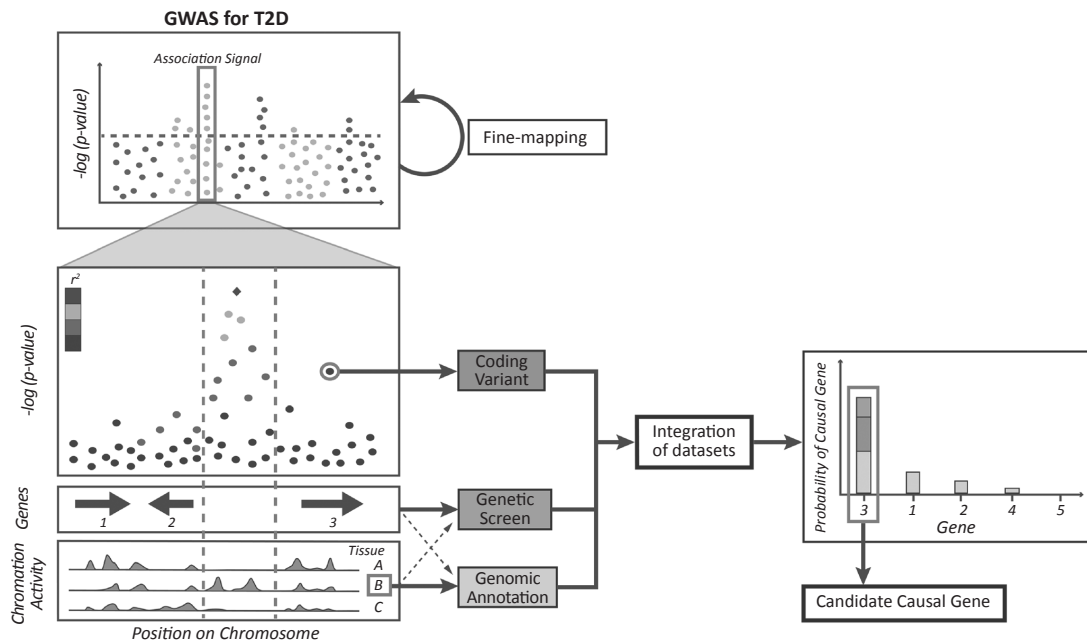 GWAS for T2D
Association Signal
-log (p-value)
Fine-mapping
r²
-log (p-value)
Coding
Variant
Integration
of datasets
Probability of Causal Gene
3 1 2 4 5
Gene
Genes
1 2 3
Genetic
Screen
Chromation
Activity
Tissue
A
B
C
Genomic
Annotation
Candidate Causal Gene
Position on Chromosome